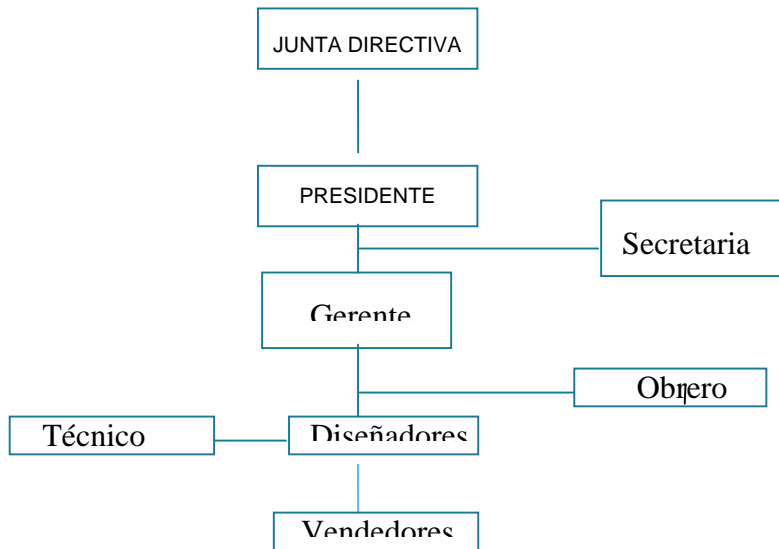 JUNTA DIRECTIVA
PRESIDENTE
Secretaria
Gerente
Obrero
Técnico
Diseñadores
Vendedores